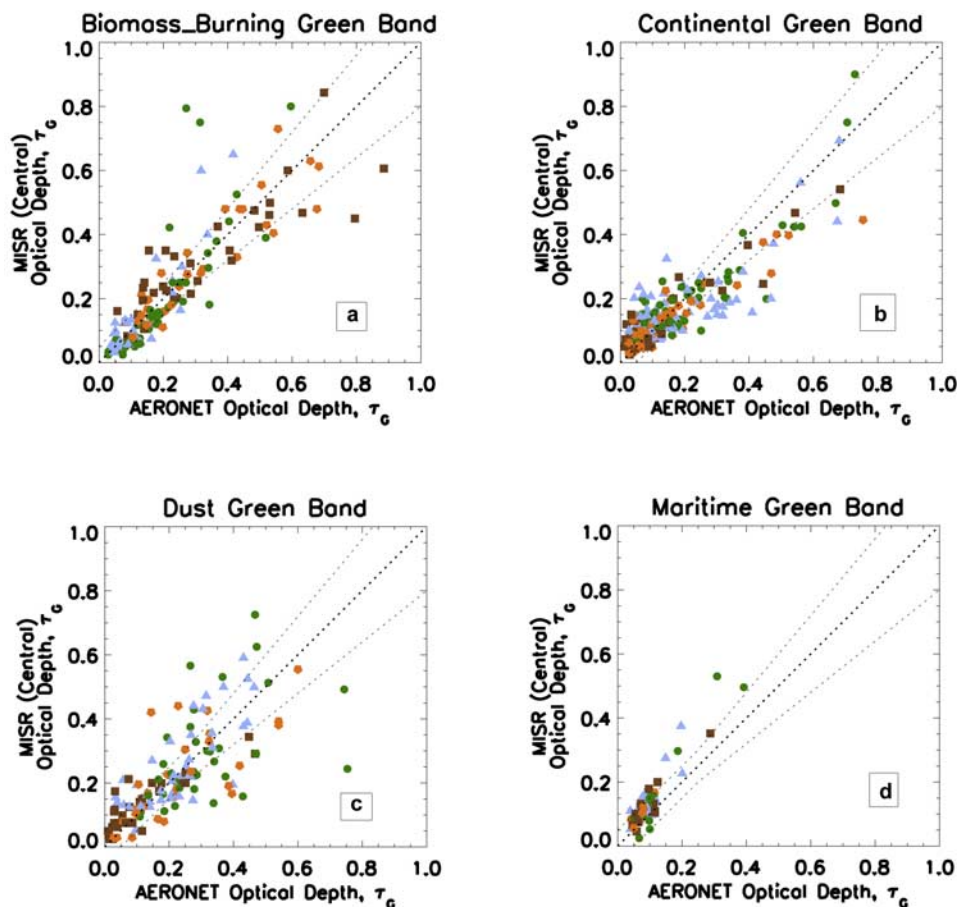 Biomass_Burning Green Band
1.0
0.8
0.6
0.4
0.2
0.0
MISR (Central)
Optical Depth, τG
a
0.0 0.2 0.4 0.6 0.8 1.0
AERONET Optical Depth, τG
Continental Green Band
1.0
0.8
0.6
0.4
0.2
0.0
MISR (Central)
Optical Depth, τG
b
0.0 0.2 0.4 0.6 0.8 1.0
AERONET Optical Depth, τG
Dust Green Band
1.0
0.8
0.6
0.4
0.2
0.0
MISR (Central)
Optical Depth, τG
c
0.0 0.2 0.4 0.6 0.8 1.0
AERONET Optical Depth, τG
Maritime Green Band
1.0
0.8
0.6
0.4
0.2
0.0
MISR (Central)
Optical Depth, τG
d
0.0 0.2 0.4 0.6 0.8 1.0
AERONET Optical Depth, τG